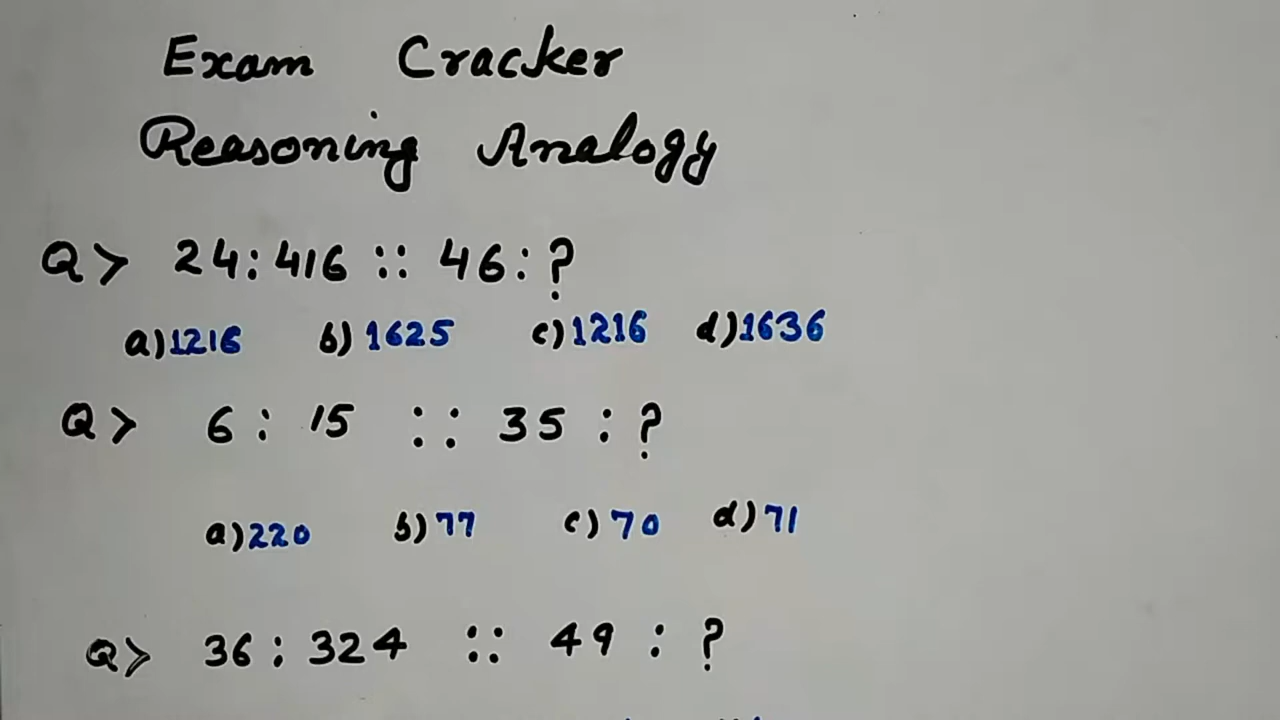 Exam Cracker
Reasoning Analogy
Q> 24:416 :: 46:?
a)1216 b) 1625 c)1216 d)1636
Q> 6: 15 :: 35 : ?
a)220 b)77 c)70 d)71
Q> 36:324 :: 49 : ?